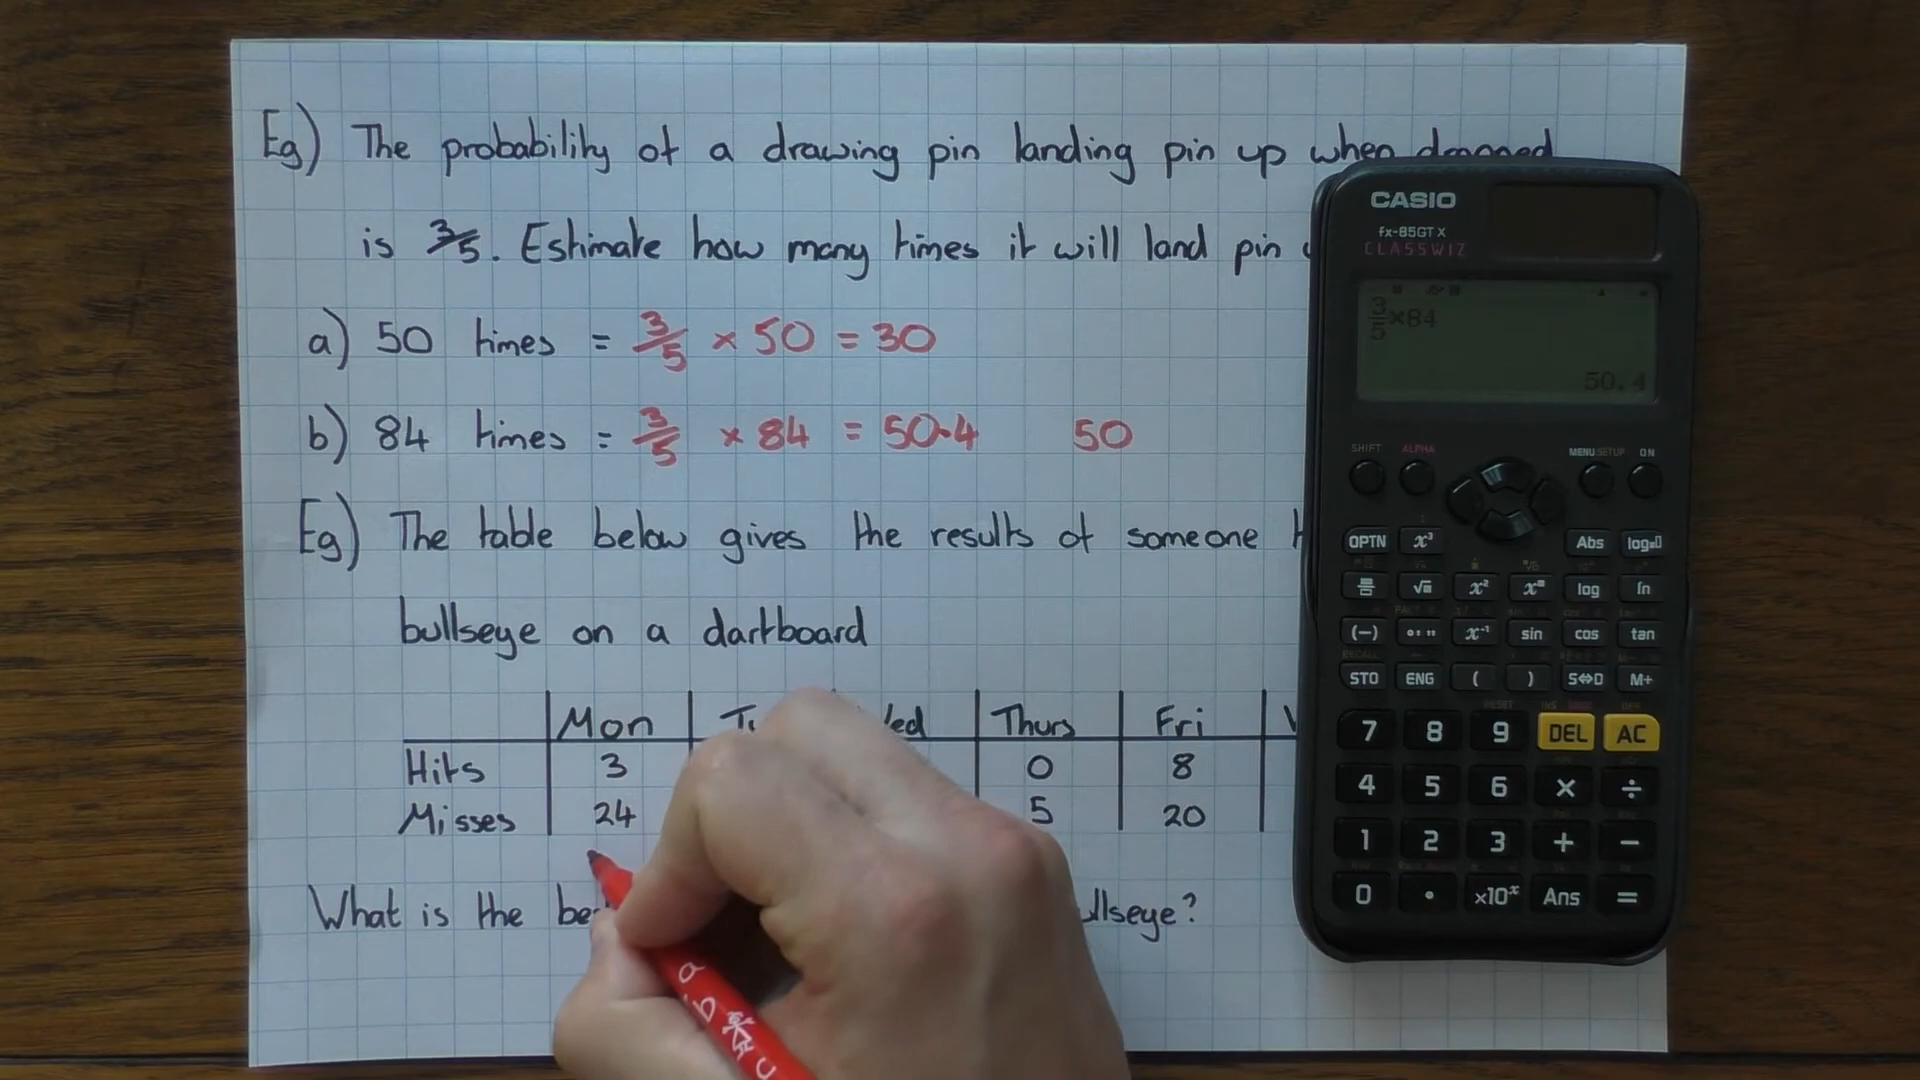 Eg) The probability of a drawing pin landing pin up when dropped
is 3/5. Estimate how many times it will land pin
a) 50 times = 3/5 × 50 = 30
b) 84 times = 3/5 × 84 = 50.4 50
Eg) The table below gives the results of someone
bullseye on a dartboard
Mon Thurs Fri
Hits 3 0 8
Misses 24 5 20
What is the bullseye?
CASIO
fx-85GT X
CLASSWIZ
3/5×84
50.4
SHIFT ALPHA MENU SETUP ON
OPTN x³ Abs log
√ x² log ln
(−) x⁻¹ sin cos tan
STO ENG ( ) S⇔D M+
7 8 9 DEL AC
4 5 6 × ÷
1 2 3 + −
0 . ×10ˣ Ans =